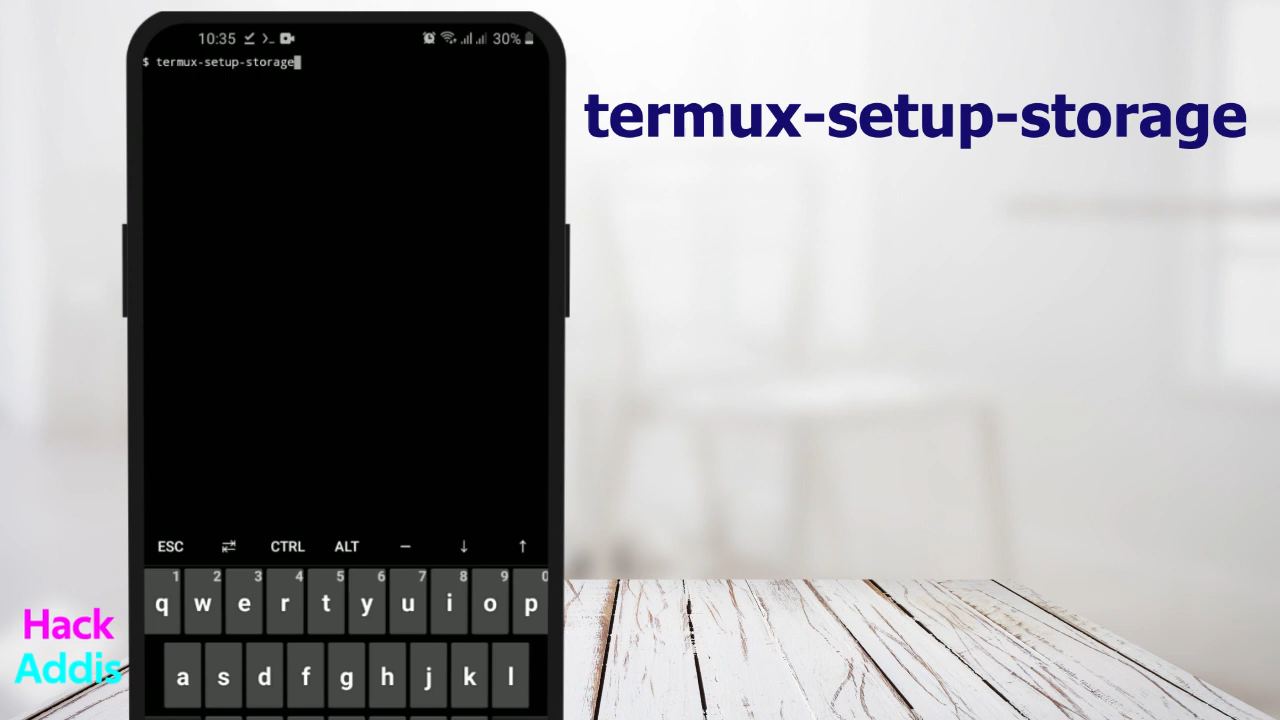 10:35 30%
$ termux-setup-storage
termux-setup-storage
ESC CTRL ALT – ↓ ↑
1 2 3 4 5 6 7 8 9 0
q w e r t y u i o p
a s d f g h j k l
Hack
Addis